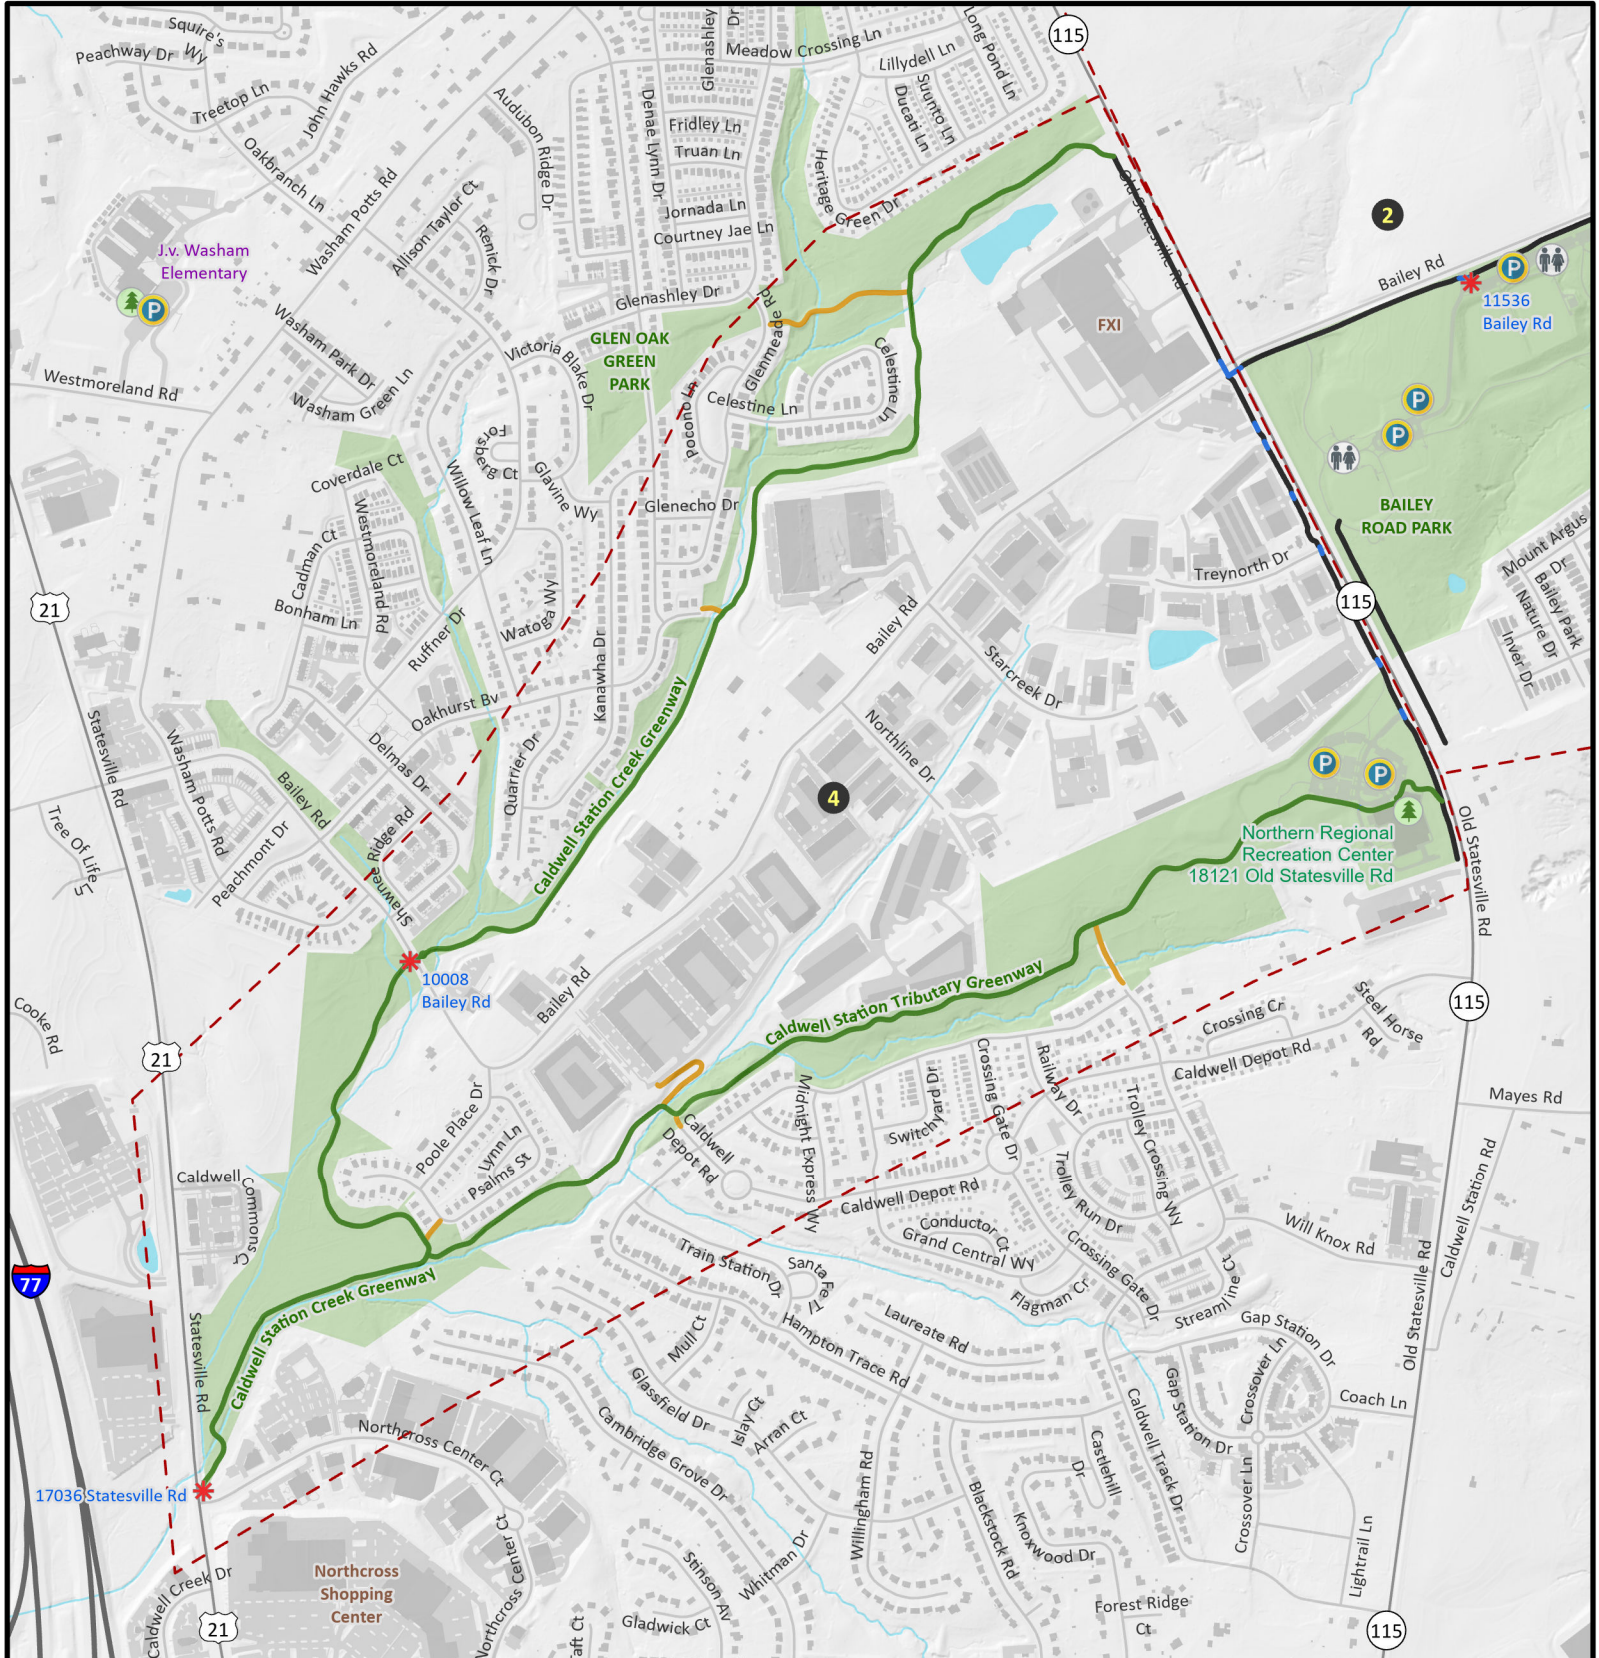 Squire's
Wy
Peachway Dr
Treetop Ln
John Hawks Rd
Oakbranch Ln
Washam Potts Rd
Audubon Ridge Dr
Allison Taylor Ct
Renick Dr
Glenashley
Dr
Meadow Crossing Ln
Denae Lynn Dr
Fridley Ln
Truan Ln
Jornada Ln
Courtney Jae Ln
Glenashley Dr
Lillydell Ln
Long Pond Ln
Suunto Ln
Ducati Ln
Heritage
Green Dr
115
Old Statesville Rd
2
Bailey Rd
P
11536
Bailey Rd
J.v. Washam
Elementary
P
Washam Park Dr
Washam Green Ln
Westmoreland Rd
Victoria Blake Dr
GLEN OAK
GREEN
PARK
Glenmeade Rd
Pocono Ln
Celestine Ln
Celestine Ln
FXI
P
P
BAILEY
ROAD PARK
Forsberg Ct
Glavine Wy
Glenecho Dr
Coverdale Ct
Willow Leaf Ln
Westmoreland Rd
Cadman Ct
Bonham Ln
Ruffner Dr
Watoga Wy
Kanawha Dr
Oakhurst Bv
21
Treynorth Dr
115
Mount Argus
Dr
Bailey Park
Nature Dr
Inver Dr
Bailey Rd
Starcreek Dr
Northline Dr
4
Statesville Rd
Washam Potts Rd
Bailey Rd
Delmas Dr
Quarrier Dr
Caldwell Station Creek Greenway
Shawnee Ridge Rd
Peachmont Dr
Tree Of Life
Ln
P
P
Northern Regional
Recreation Center
18121 Old Statesville Rd
Old Statesville Rd
10008
Bailey Rd
Bailey Rd
Caldwell Station Tributary Greenway
Cooke Rd
21
115
Steel Horse
Rd
Crossing Cr
Caldwell Depot Rd
Mayes Rd
Poole Place Dr
Lynn Ln
Psalms St
Caldwell
Depot Rd
Midnight Express Wy
Switchyard Dr
Crossing Gate Dr
Railway Dr
Trolley Crossing Wy
Trolley Run Dr
Caldwell Depot Rd
Conductor Ct
Grand Central Wy
Crossing Gate Dr
Flagman Cr
Streamline Ct
Will Knox Rd
Caldwell Station Rd
Old Statesville Rd
Caldwell
Commons
Cr
77
Caldwell Station Creek Greenway
Statesville Rd
Train Station Dr
Santa
Fe Tl
Mull Ct
Hampton Trace Rd
Laureate Rd
Gap Station Dr
Crossover Ln
Gap Station Dr
Coach Ln
Glassfield Dr
Islay Ct
Arran Ct
Cambridge Grove Dr
Northcross Center Ct
17036 Statesville Rd
Willingham Rd
Blackstock Rd
Castlehill
Dr
Knoxwood Dr
Caldwell Track Dr
Crossover Ln
Lightrail Ln
Northcross
Shopping
Center
Caldwell Creek Dr
21
Northcross Center Ct
Stinson Av
Whitman Dr
Gladwick Ct
Taft Ct
Forest Ridge
Ct
115